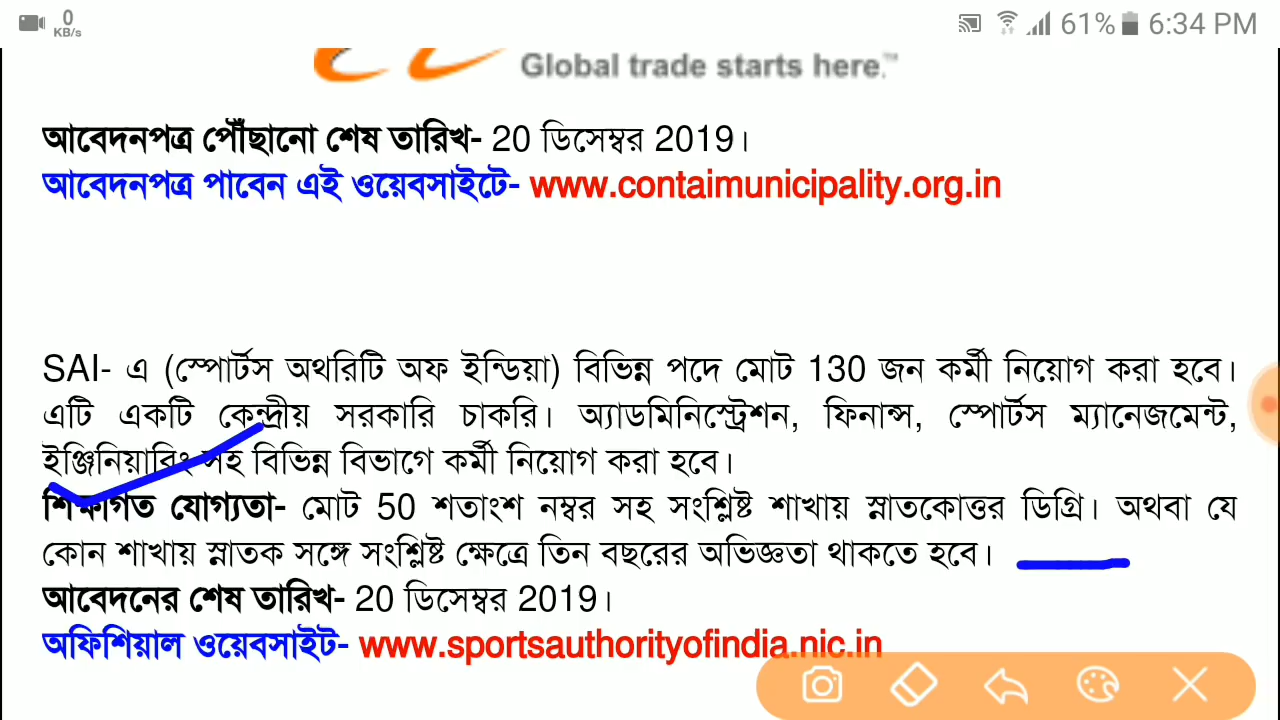 0
KB/s
61% 6:34 PM
Global trade starts here.™
আবেদনপত্র পৌঁছানো শেষ তারিখ- 20 ডিসেম্বর 2019।
আবেদনপত্র পাবেন এই ওয়েবসাইটে- www.contaimunicipality.org.in
SAI- এ (স্পোর্টস অথরিটি অফ ইন্ডিয়া) বিভিন্ন পদে মোট 130 জন কর্মী নিয়োগ করা হবে।
এটি একটি কেন্দ্রীয় সরকারি চাকরি। অ্যাডমিনিস্ট্রেশন, ফিনান্স, স্পোর্টস ম্যানেজমেন্ট,
ইঞ্জিনিয়ারিং সহ বিভিন্ন বিভাগে কর্মী নিয়োগ করা হবে।
শিক্ষাগত যোগ্যতা- মোট 50 শতাংশ নম্বর সহ সংশ্লিষ্ট শাখায় স্নাতকোত্তর ডিগ্রি। অথবা যে
কোন শাখায় স্নাতক সঙ্গে সংশ্লিষ্ট ক্ষেত্রে তিন বছরের অভিজ্ঞতা থাকতে হবে।
আবেদনের শেষ তারিখ- 20 ডিসেম্বর 2019।
অফিশিয়াল ওয়েবসাইট- www.sportsauthorityofindia.nic.in